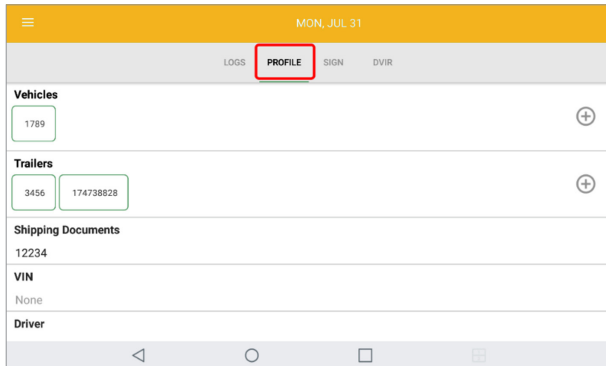 MON, JUL 31
LOGS PROFILE SIGN DVIR
Vehicles
1789
Trailers
3456 174738828
Shipping Documents
12234
VIN
None
Driver